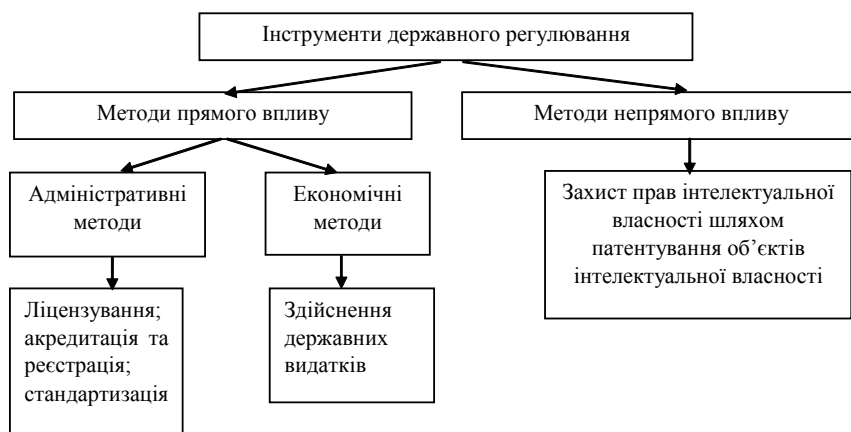 Інструменти державного регулювання
Методи прямого впливу
Методи непрямого впливу
Адміністративні
методи
Економічні
методи
Захист прав інтелектуальної
власності шляхом
патентування об’єктів
інтелектуальної власності
Ліцензування;
акредитація та
реєстрація;
стандартизація
Здійснення
державних
видатків